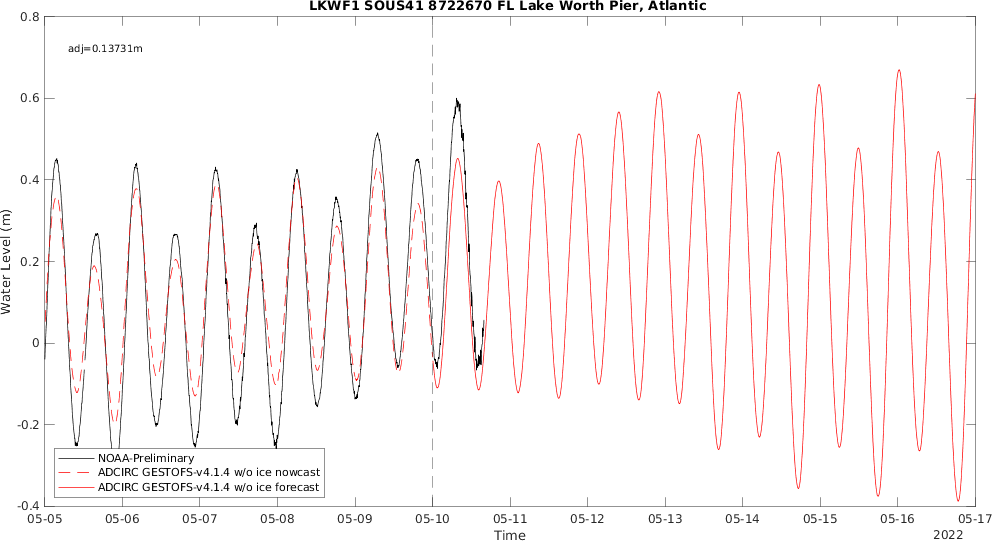 LKWF1 SOUS41 8722670 FL Lake Worth Pier, Atlantic
0.8
adj=0.13731m
0.6
0.4
0.2
0
-0.2
-0.4
Water Level (m)
NOAA-Preliminary
ADCIRC GESTOFS-v4.1.4 w/o ice nowcast
ADCIRC GESTOFS-v4.1.4 w/o ice forecast
05-05 05-06 05-07 05-08 05-09 05-10 05-11 05-12 05-13 05-14 05-15 05-16 05-17
Time
2022